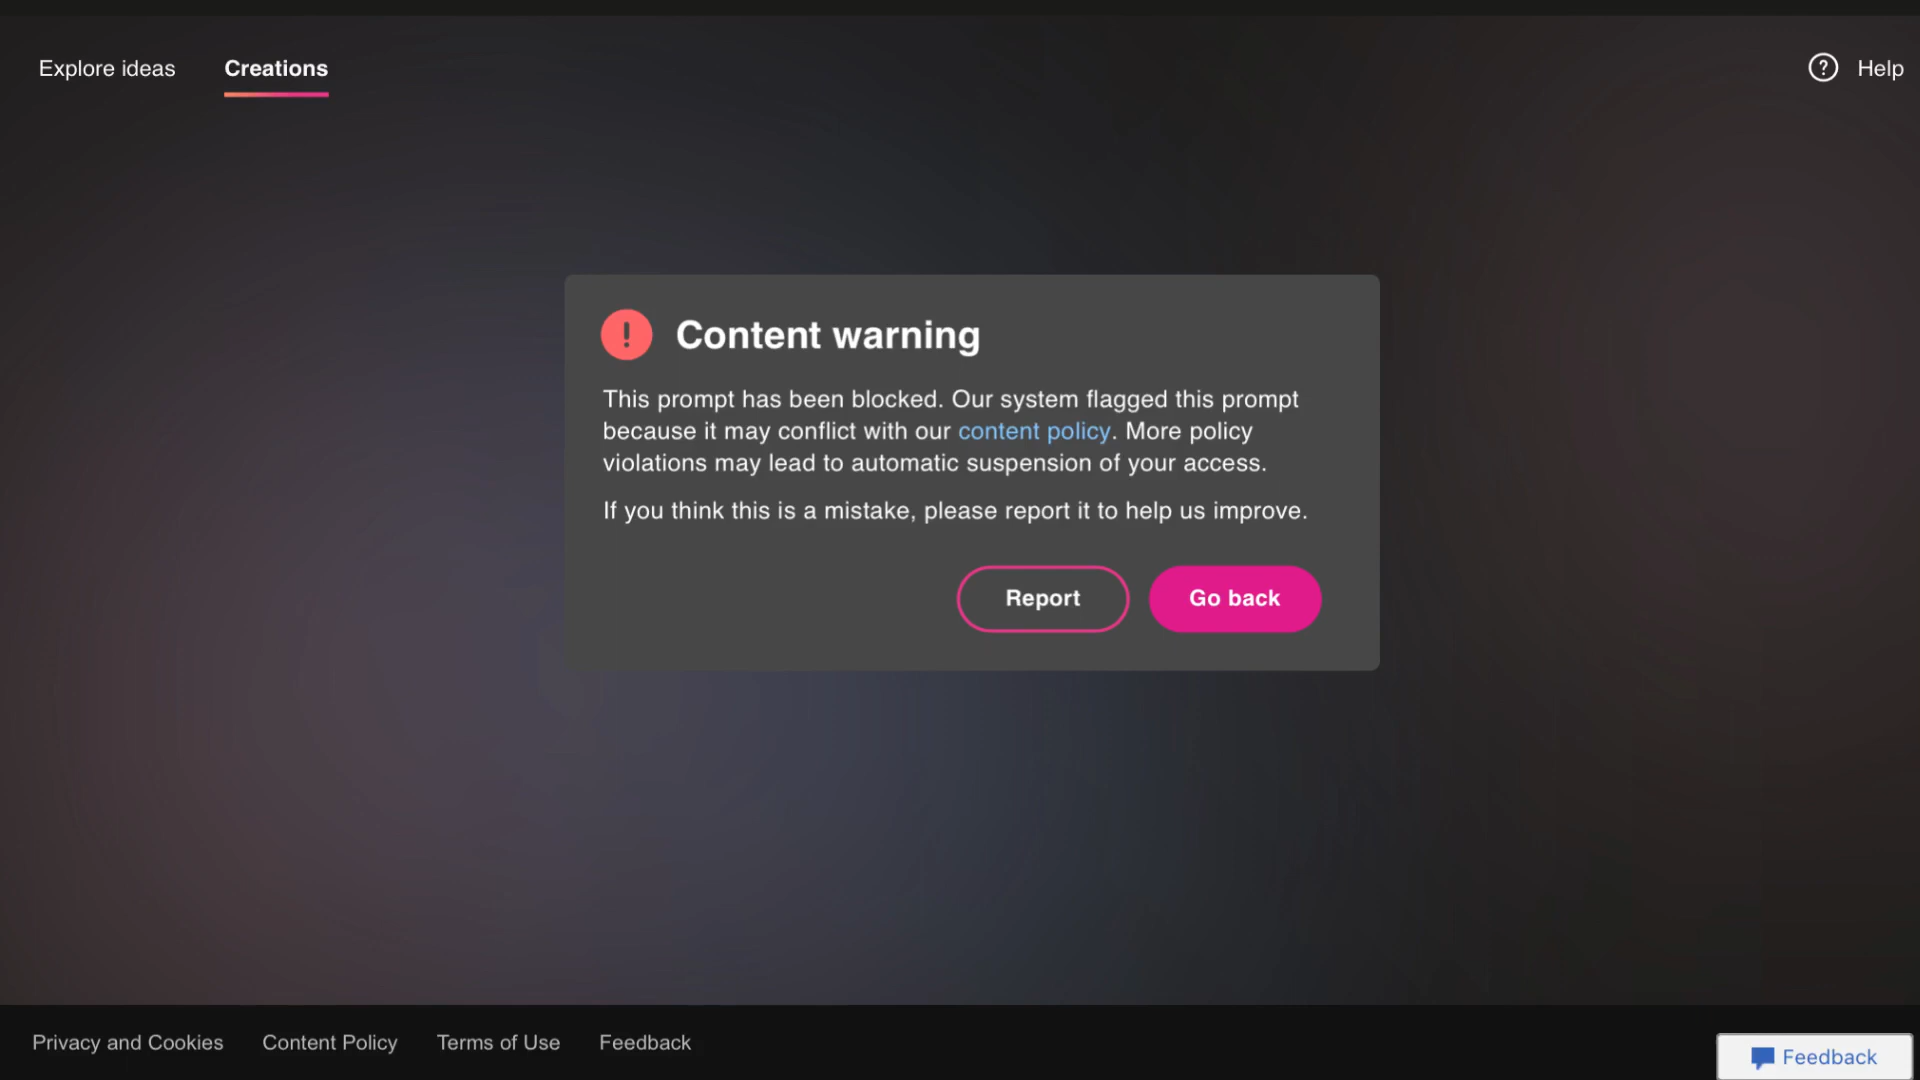 Explore ideas
Creations
Help
Content warning
This prompt has been blocked. Our system flagged this prompt
because it may conflict with our content policy. More policy
violations may lead to automatic suspension of your access.
If you think this is a mistake, please report it to help us improve.
Report
Go back
Privacy and Cookies
Content Policy
Terms of Use
Feedback
Feedback